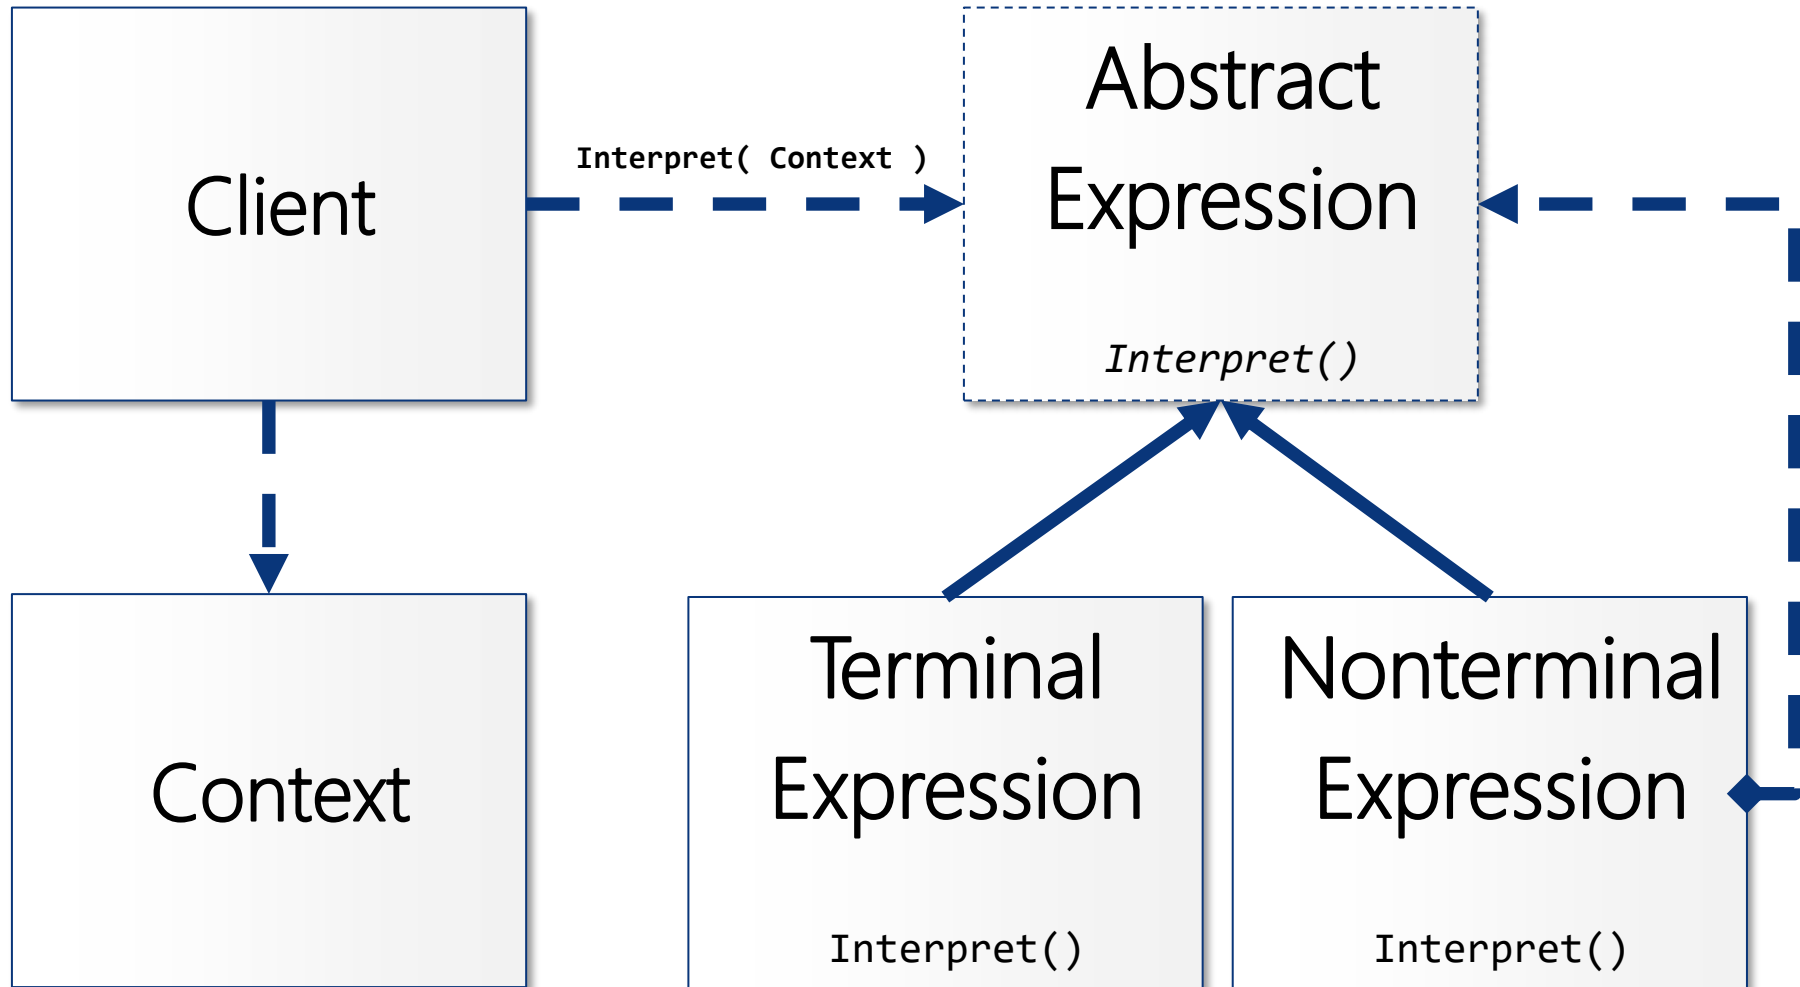 Client
Interpret( Context )
Abstract
Expression
Interpret()
Context
Terminal
Expression
Interpret()
Nonterminal
Expression
Interpret()